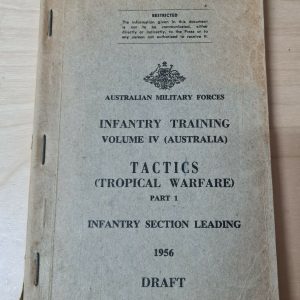 RESTRICTED
The information given in this document
is not to be communicated, either
directly or indirectly, to the Press or to
any person not authorised to receive it.
AUSTRALIAN MILITARY FORCES
INFANTRY TRAINING
VOLUME IV (AUSTRALIA)
TACTICS
(TROPICAL WARFARE)
PART 1
INFANTRY SECTION LEADING
1956
DRAFT